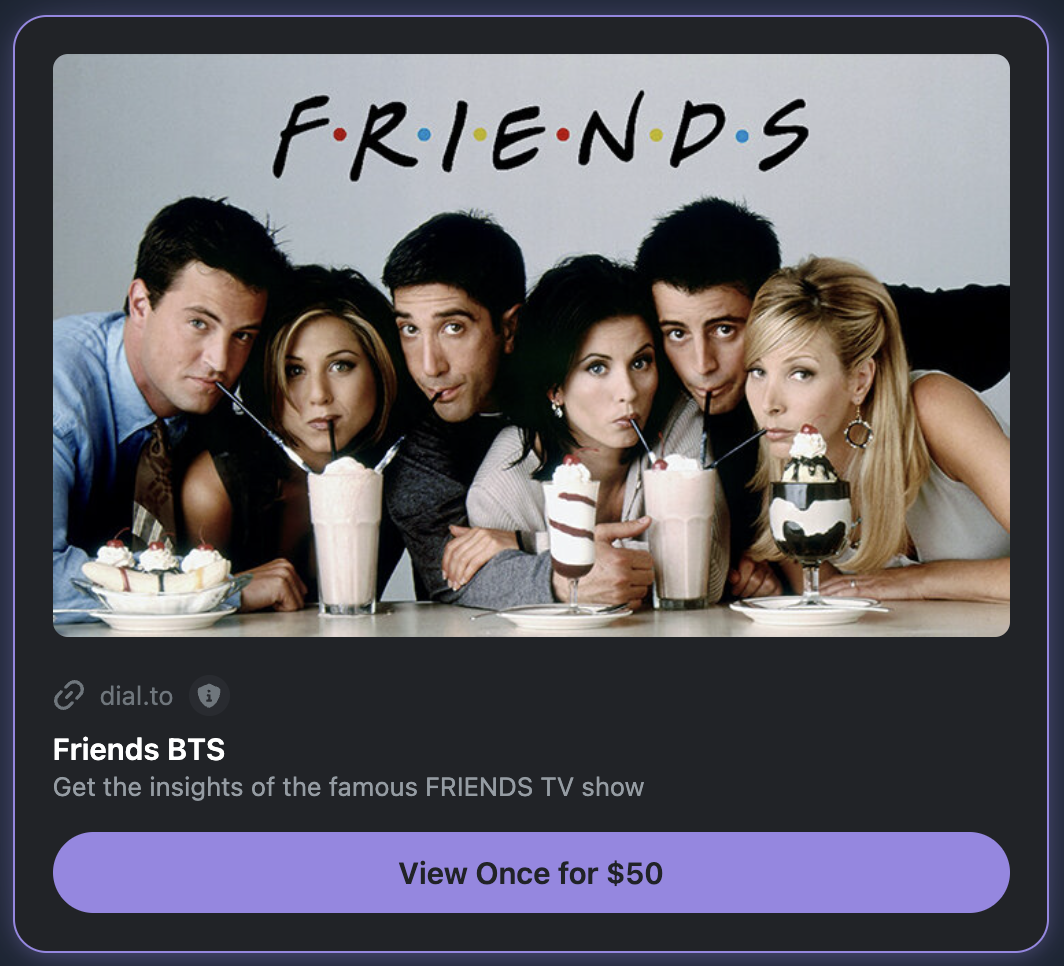 F·R·I·E·N·D·S
dial.to
Friends BTS
Get the insights of the famous FRIENDS TV show
View Once for $50